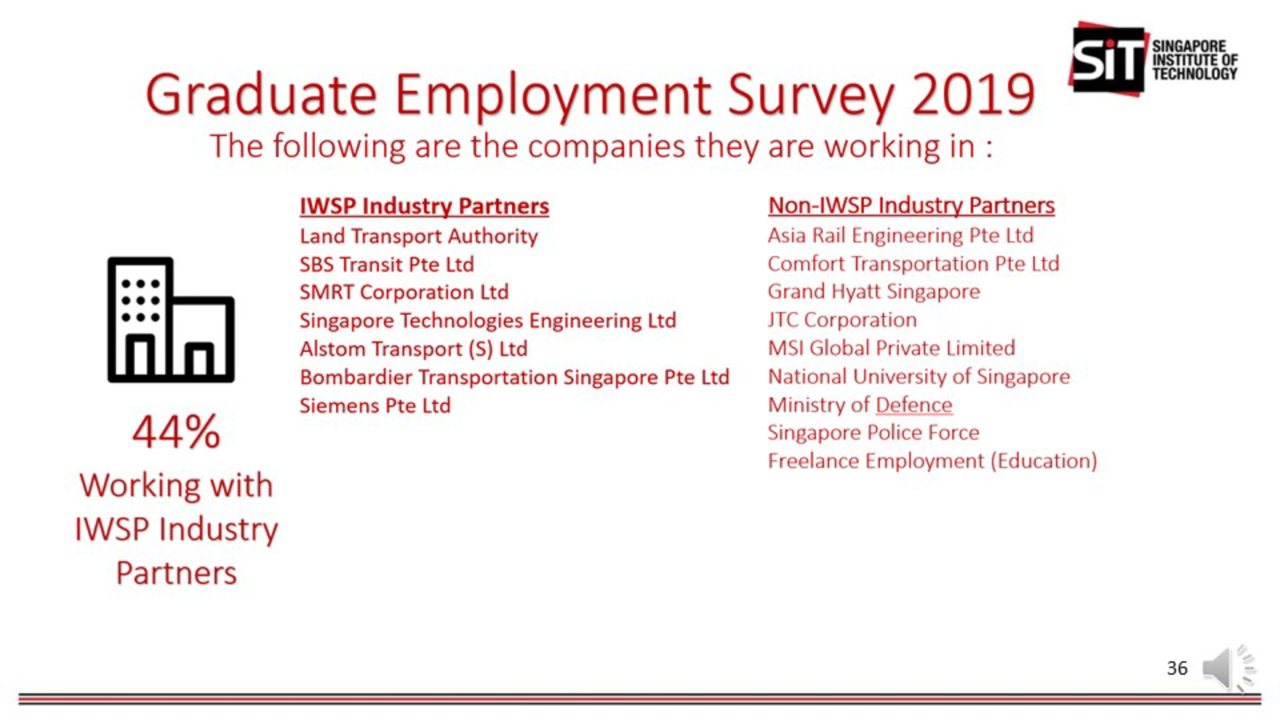 SiT
SINGAPORE
INSTITUTE OF
TECHNOLOGY
Graduate Employment Survey 2019
The following are the companies they are working in :
44%
Working with
IWSP Industry
Partners
IWSP Industry Partners
Land Transport Authority
SBS Transit Pte Ltd
SMRT Corporation Ltd
Singapore Technologies Engineering Ltd
Alstom Transport (S) Ltd
Bombardier Transportation Singapore Pte Ltd
Siemens Pte Ltd
Non-IWSP Industry Partners
Asia Rail Engineering Pte Ltd
Comfort Transportation Pte Ltd
Grand Hyatt Singapore
JTC Corporation
MSI Global Private Limited
National University of Singapore
Ministry of Defence
Singapore Police Force
Freelance Employment (Education)
36